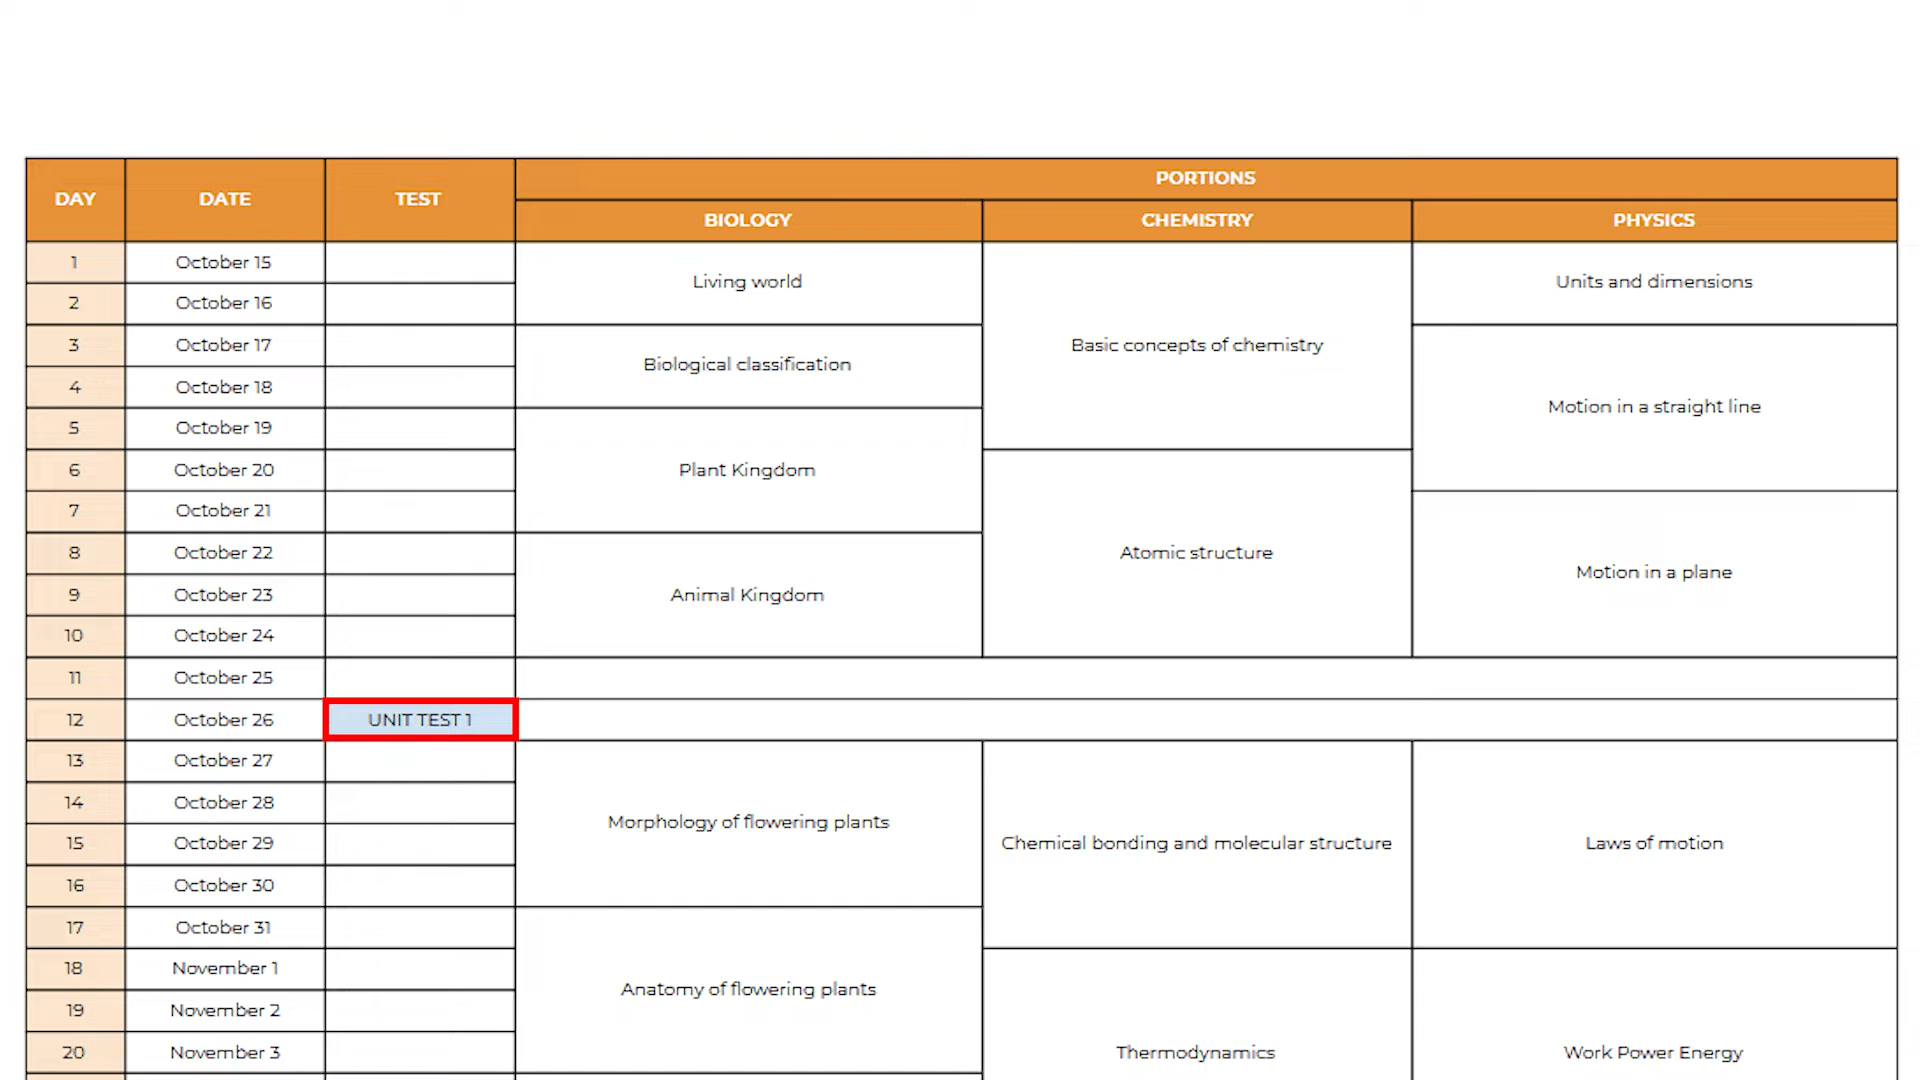 PORTIONS
DAY DATE TEST
BIOLOGY CHEMISTRY PHYSICS
1 October 15
Living world Units and dimensions
2 October 16
3 October 17 Basic concepts of chemistry
Biological classification
4 October 18
Motion in a straight line
5 October 19
6 October 20 Plant Kingdom
7 October 21
8 October 22 Atomic structure
Motion in a plane
9 October 23 Animal Kingdom
10 October 24
11 October 25
12 October 26 UNIT TEST 1
13 October 27
14 October 28
Morphology of flowering plants
15 October 29 Chemical bonding and molecular structure Laws of motion
16 October 30
17 October 31
18 November 1
Anatomy of flowering plants
19 November 2
20 November 3 Thermodynamics Work Power Energy